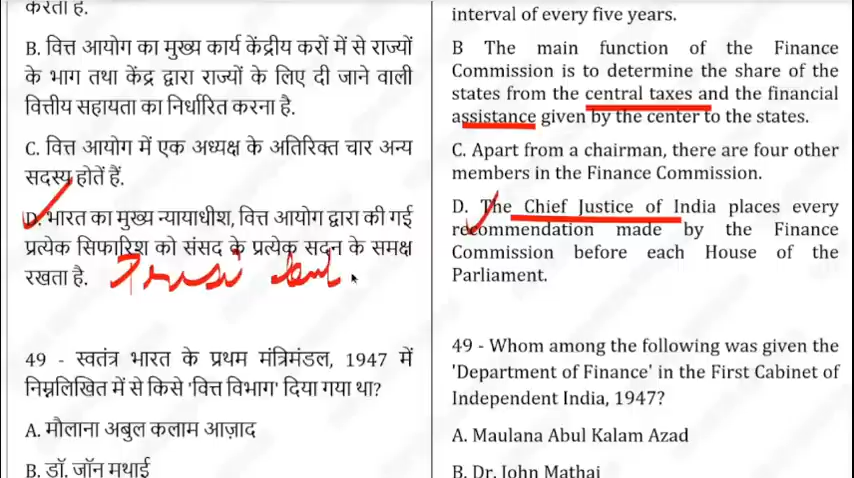 करता है.
B. वित्त आयोग का मुख्य कार्य केंद्रीय करों में से राज्यों
के भाग तथा केंद्र द्वारा राज्यों के लिए दी जाने वाली
वित्तीय सहायता का निर्धारित करना है.
C. वित्त आयोग में एक अध्यक्ष के अतिरिक्त चार अन्य
सदस्य होतें हैं.
D. भारत का मुख्य न्यायाधीश, वित्त आयोग द्वारा की गई
प्रत्येक सिफारिश को संसद के प्रत्येक सदन के समक्ष
रखता है.
49 - स्वतंत्र भारत के प्रथम मंत्रिमंडल, 1947 में
निम्नलिखित में से किसे 'वित्त विभाग' दिया गया था?
A. मौलाना अबुल कलाम आज़ाद
B. डॉ. जॉन मथाई
interval of every five years.
B The main function of the Finance
Commission is to determine the share of the
states from the central taxes and the financial
assistance given by the center to the states.
C. Apart from a chairman, there are four other
members in the Finance Commission.
D. The Chief Justice of India places every
recommendation made by the Finance
Commission before each House of the
Parliament.
49 - Whom among the following was given the
'Department of Finance' in the First Cabinet of
Independent India, 1947?
A. Maulana Abul Kalam Azad
B. Dr. John Mathai